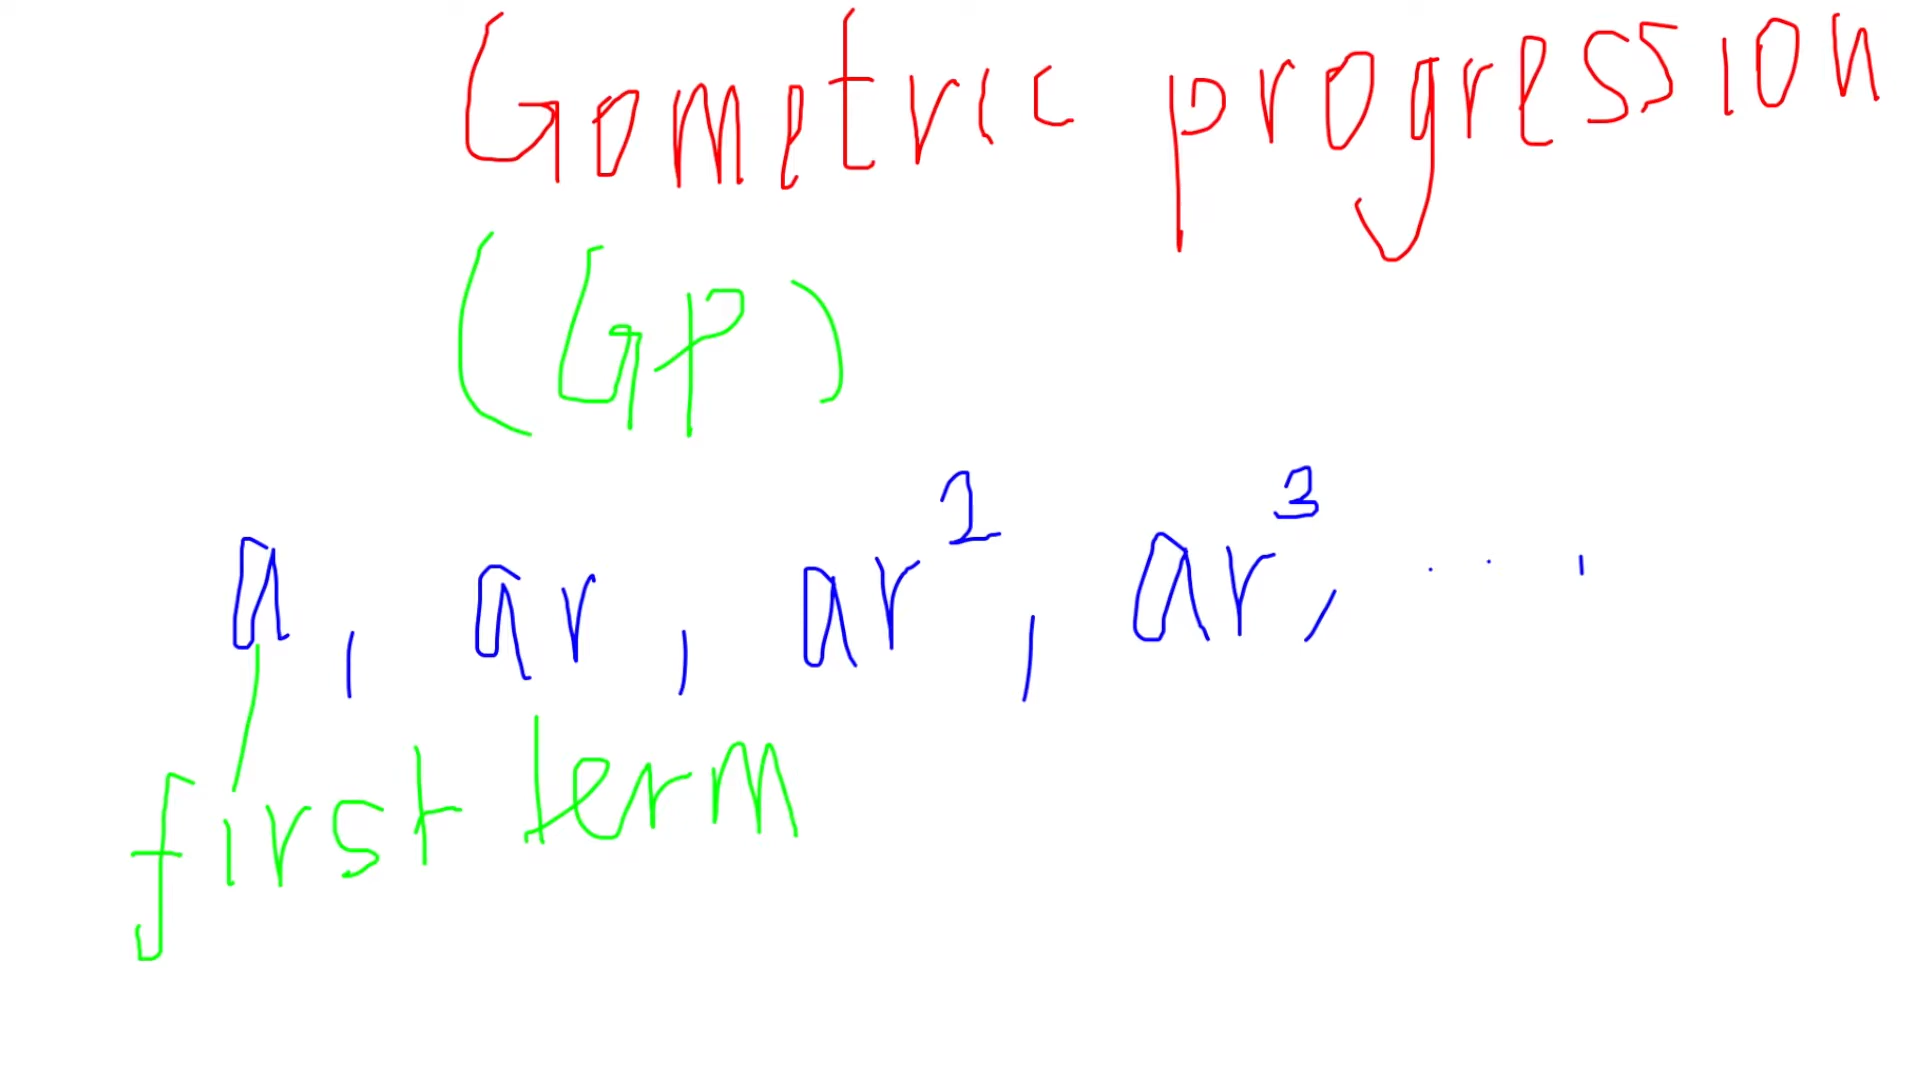 Gometric progression
(GP)
a, ar, ar², ar³, ...
first term